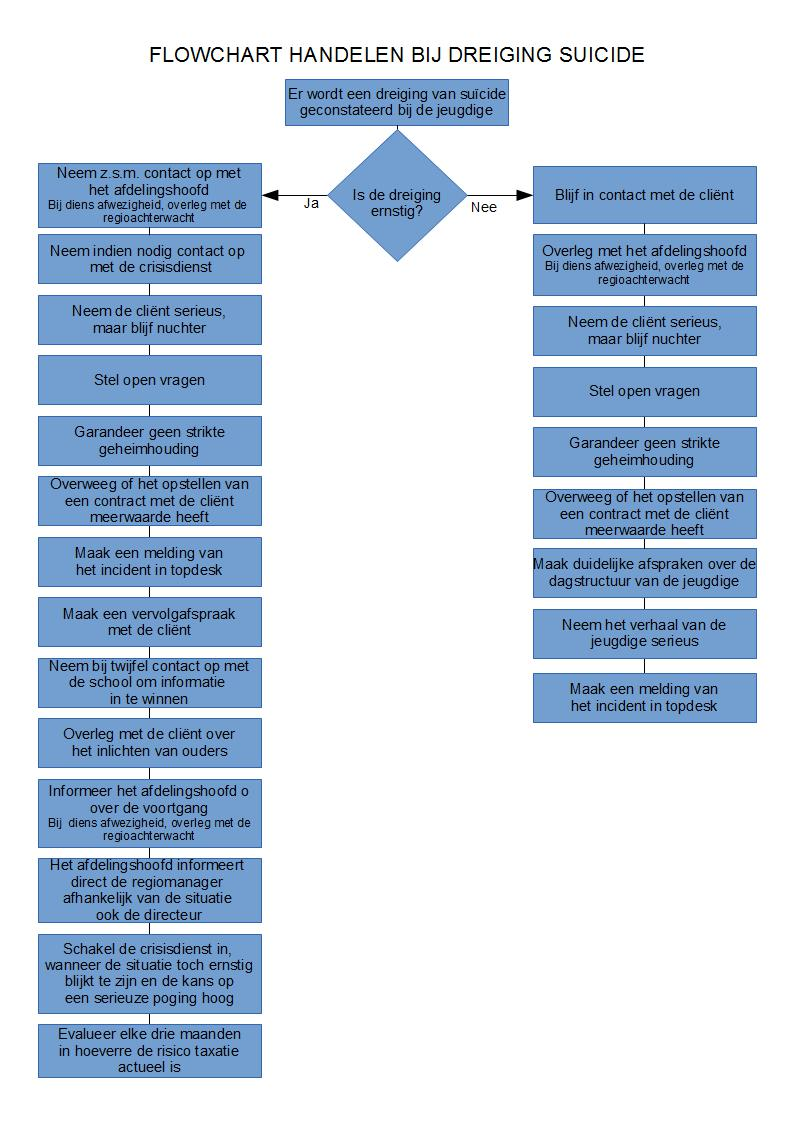 FLOWCHART HANDELEN BIJ DREIGING SUICIDE
Er wordt een dreiging van suïcide
geconstateerd bij de jeugdige
Is de dreiging
ernstig?
Ja
Nee
Neem z.s.m. contact op met
het afdelingshoofd
Bij diens afwezigheid, overleg met de
regioachterwacht
Neem indien nodig contact op
met de crisisdienst
Neem de cliënt serieus,
maar blijf nuchter
Stel open vragen
Garandeer geen strikte
geheimhouding
Overweeg of het opstellen van
een contract met de cliënt
meerwaarde heeft
Maak een melding van
het incident in topdesk
Maak een vervolgafspraak
met de cliënt
Neem bij twijfel contact op met
de school om informatie
in te winnen
Overleg met de cliënt over
het inlichten van ouders
Informeer het afdelingshoofd o
over de voortgang
Bij diens afwezigheid, overleg met de
regioachterwacht
Het afdelingshoofd informeert
direct de regiomanager
afhankelijk van de situatie
ook de directeur
Schakel de crisisdienst in,
wanneer de situatie toch ernstig
blijkt te zijn en de kans op
een serieuze poging hoog
Evalueer elke drie maanden
in hoeverre de risico taxatie
actueel is
Blijf in contact met de cliënt
Overleg met het afdelingshoofd
Bij diens afwezigheid, overleg met de
regioachterwacht
Neem de cliënt serieus,
maar blijf nuchter
Stel open vragen
Garandeer geen strikte
geheimhouding
Overweeg of het opstellen van
een contract met de cliënt
meerwaarde heeft
Maak duidelijke afspraken over de
dagstructuur van de jeugdige
Neem het verhaal van de
jeugdige serieus
Maak een melding van
het incident in topdesk